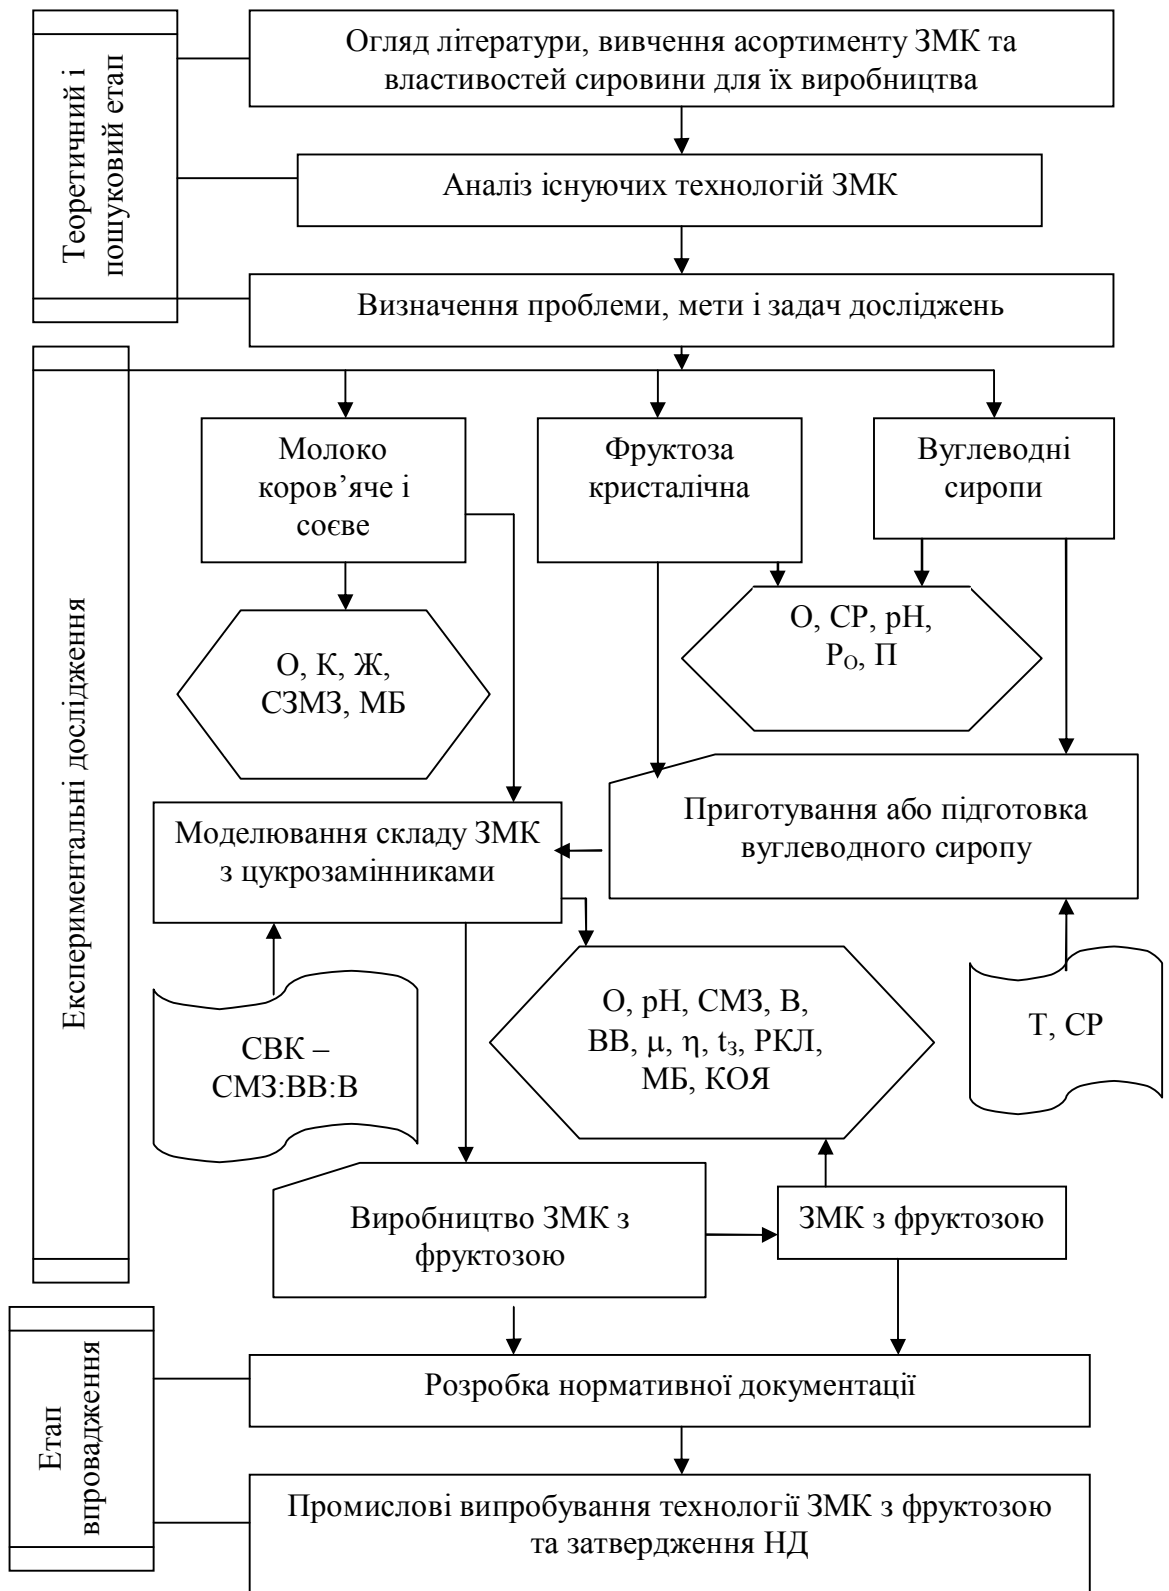 Теоретичний і
пошуковий етап
Огляд літератури, вивчення асортименту ЗМК та
властивостей сировини для їх виробництва
Аналіз існуючих технологій ЗМК
Визначення проблеми, мети і задач досліджень
Експериментальні дослідження
Молоко
коров’яче і
соєве
Фруктоза
кристалічна
Вуглеводні
сиропи
О, К, Ж,
СЗМЗ, МБ
О, СР, рН,
РО, П
Моделювання складу ЗМК
з цукрозамінниками
Приготування або підготовка
вуглеводного сиропу
СВК –
СМЗ:ВВ:В
О, рН, СМЗ, В,
ВВ, μ, η, tЗ, РКЛ,
МБ, КОЯ
Т, СР
Виробництво ЗМК з
фруктозою
ЗМК з фруктозою
Етап
впровадження
Розробка нормативної документації
Промислові випробування технології ЗМК з фруктозою
та затвердження НД